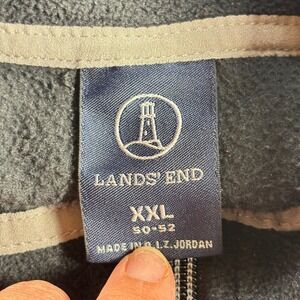 LANDS' END
XXL
50-52
MADE IN Q.I.Z. JORDAN